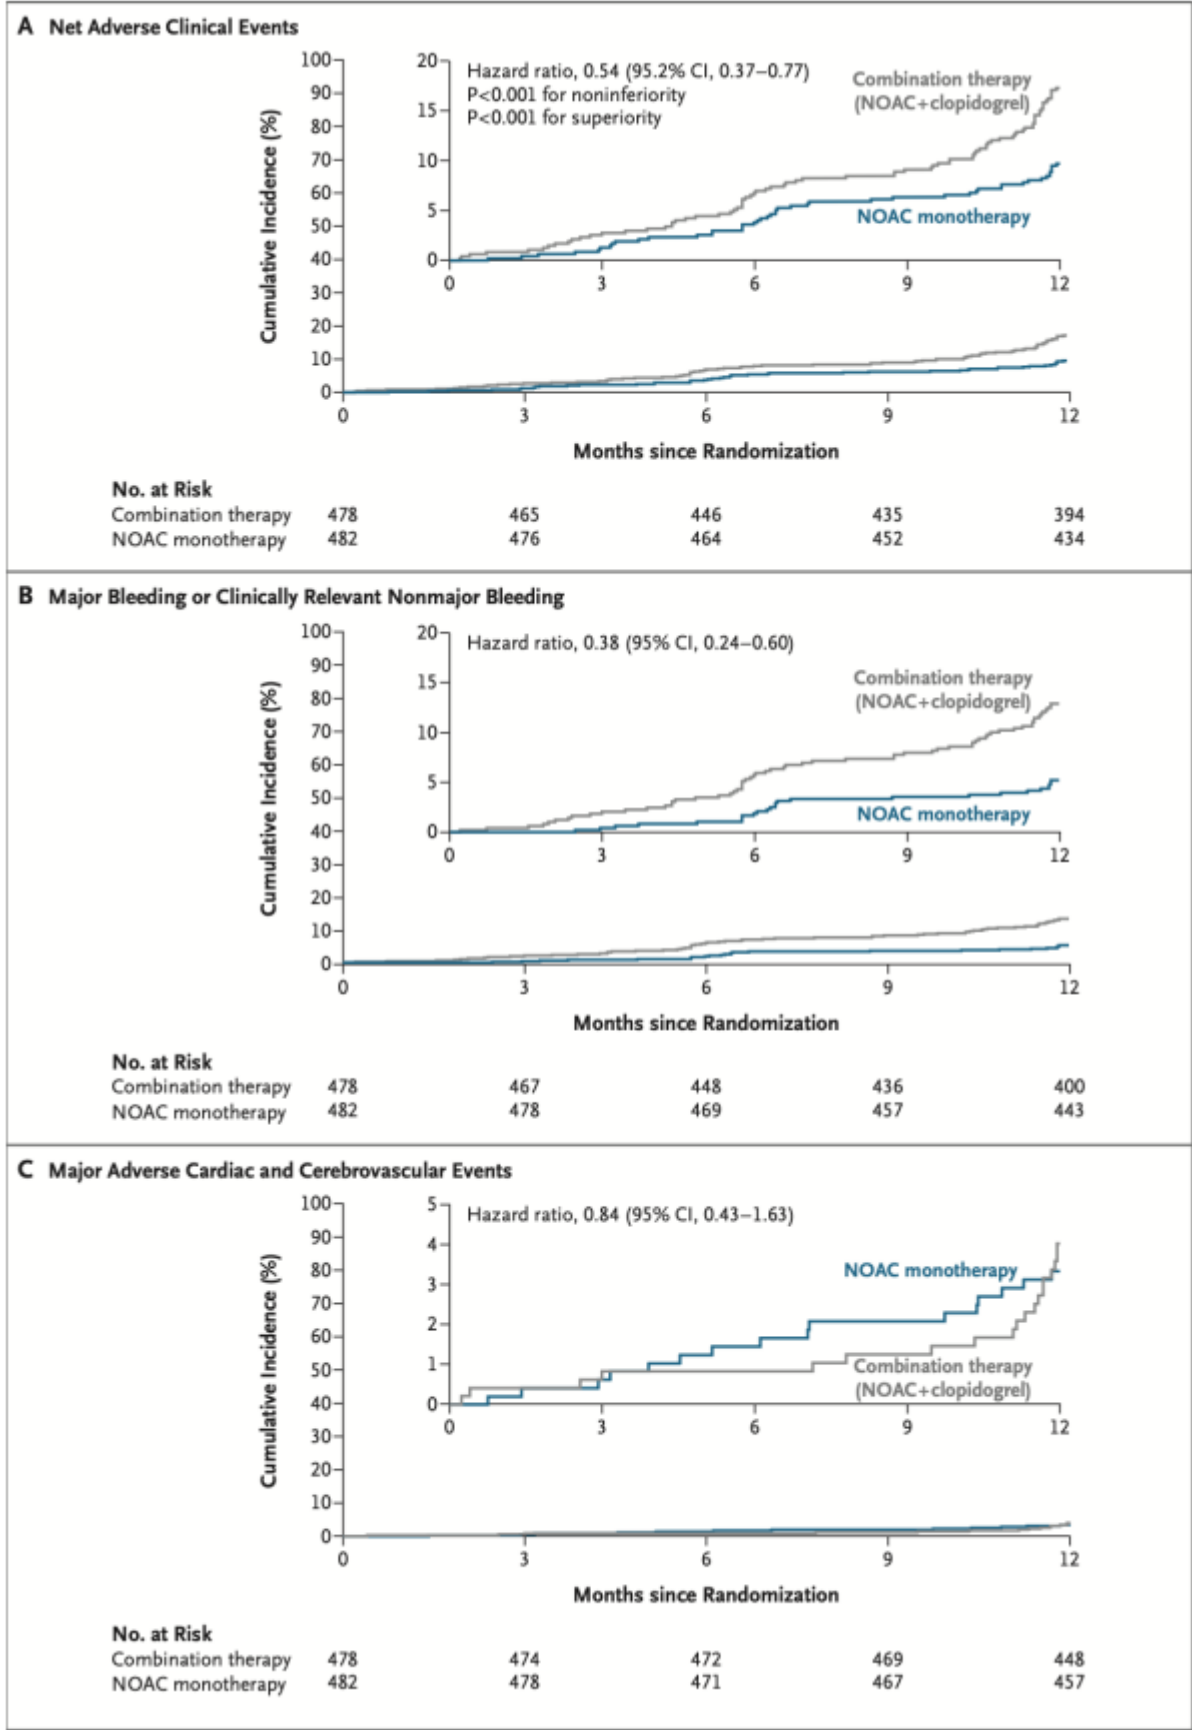 A Net Adverse Clinical Events
Cumulative Incidence (%)
100
90
80
70
60
50
40
30
20
10
0
20
15
10
5
0
Hazard ratio, 0.54 (95.2% CI, 0.37–0.77)
P<0.001 for noninferiority
P<0.001 for superiority
Combination therapy
(NOAC+clopidogrel)
NOAC monotherapy
0 3 6 9 12
0 3 6 9 12
Months since Randomization
No. at Risk
Combination therapy 478 465 446 435 394
NOAC monotherapy 482 476 464 452 434
B Major Bleeding or Clinically Relevant Nonmajor Bleeding
Cumulative Incidence (%)
100
90
80
70
60
50
40
30
20
10
0
20
15
10
5
0
Hazard ratio, 0.38 (95% CI, 0.24–0.60)
Combination therapy
(NOAC+clopidogrel)
NOAC monotherapy
0 3 6 9 12
0 3 6 9 12
Months since Randomization
No. at Risk
Combination therapy 478 467 448 436 400
NOAC monotherapy 482 478 469 457 443
C Major Adverse Cardiac and Cerebrovascular Events
Cumulative Incidence (%)
100
90
80
70
60
50
40
30
20
10
0
5
4
3
2
1
0
Hazard ratio, 0.84 (95% CI, 0.43–1.63)
NOAC monotherapy
Combination therapy
(NOAC+clopidogrel)
0 3 6 9 12
0 3 6 9 12
Months since Randomization
No. at Risk
Combination therapy 478 474 472 469 448
NOAC monotherapy 482 478 471 467 457